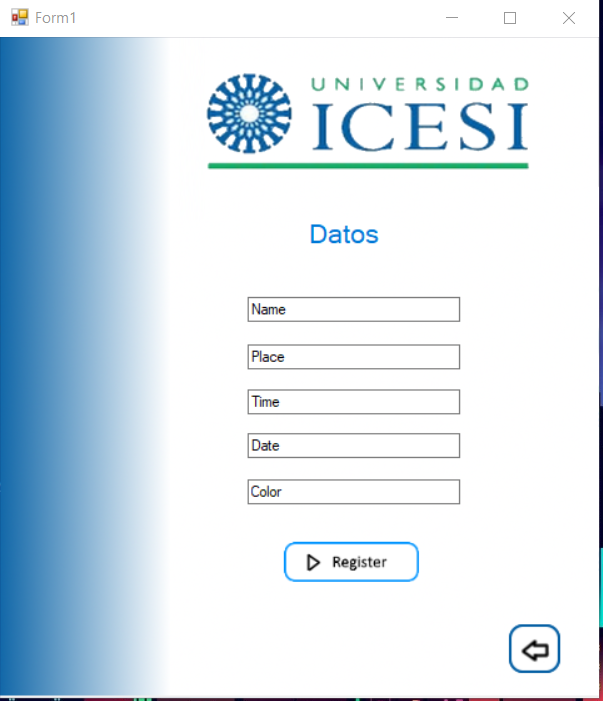 Form1
UNIVERSIDAD
ICESI
Datos
Name
Place
Time
Date
Color
Register